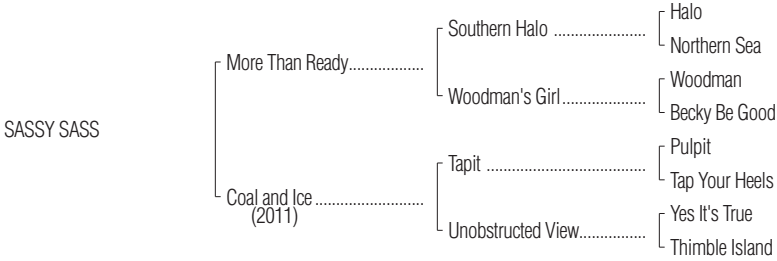 Halo
Southern Halo ......................
Northern Sea
More Than Ready..................
Woodman
Woodman's Girl....................
Becky Be Good
SASSY SASS
Pulpit
Tapit ......................................
Tap Your Heels
Coal and Ice ..........................
(2011)
Yes It's True
Unobstructed View................
Thimble Island